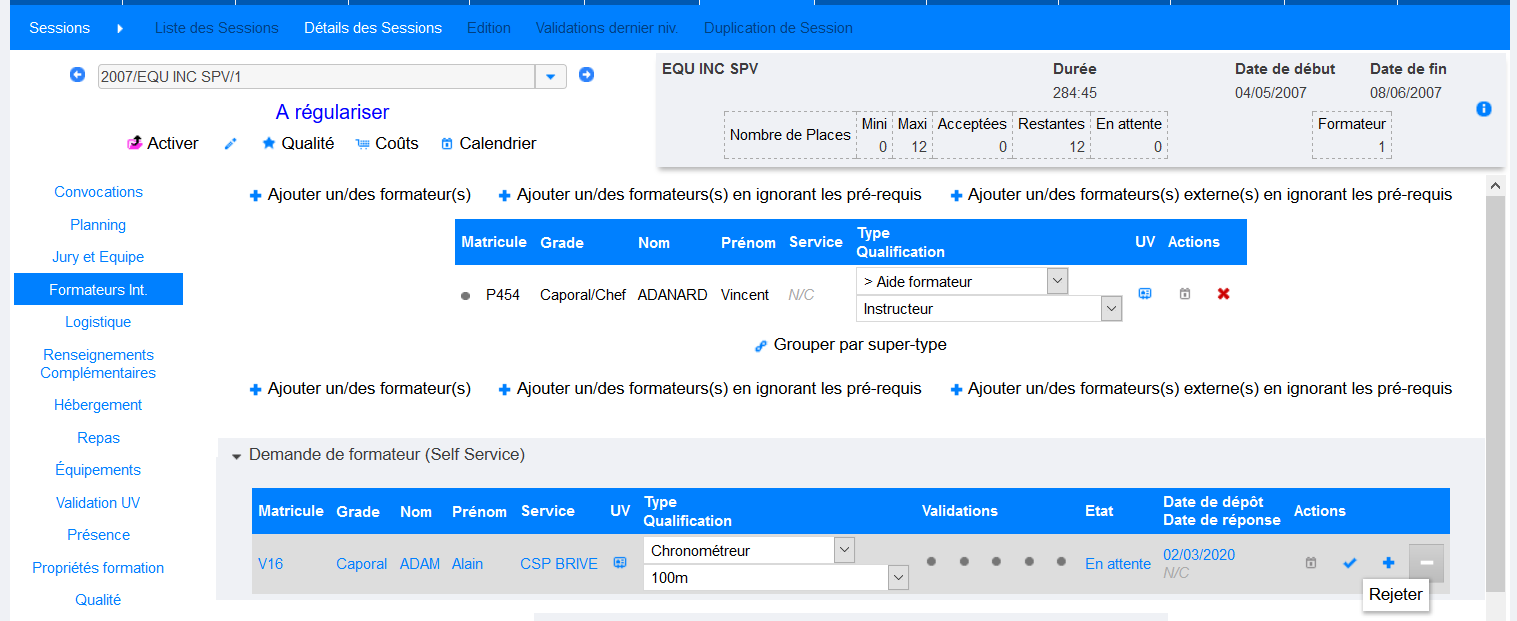 Sessions Liste des Sessions Détails des Sessions Edition Validations dernier niv. Duplication de Session
2007/EQU INC SPV/1
A régulariser
Activer Qualité Coûts Calendrier
EQU INC SPV Durée Date de début Date de fin
284:45 04/05/2007 08/06/2007
Nombre de Places Mini Maxi Acceptées Restantes En attente Formateur
0 12 0 12 0 1
Convocations
Planning
Jury et Equipe
Formateurs Int.
Logistique
Renseignements
Complémentaires
Hébergement
Repas
Équipements
Validation UV
Présence
Propriétés formation
Qualité
Ajouter un/des formateur(s) Ajouter un/des formateurs(s) en ignorant les pré-requis Ajouter un/des formateurs(s) externe(s) en ignorant les pré-requis
Matricule Grade Nom Prénom Service Type UV Actions
Qualification
P454 Caporal/Chef ADANARD Vincent N/C > Aide formateur
Instructeur
Grouper par super-type
Ajouter un/des formateur(s) Ajouter un/des formateurs(s) en ignorant les pré-requis Ajouter un/des formateurs(s) externe(s) en ignorant les pré-requis
Demande de formateur (Self Service)
Matricule Grade Nom Prénom Service UV Type Validations Etat Date de dépôt Actions
Qualification Date de réponse
V16 Caporal ADAM Alain CSP BRIVE Chronométreur En attente 02/03/2020
100m N/C
Rejeter